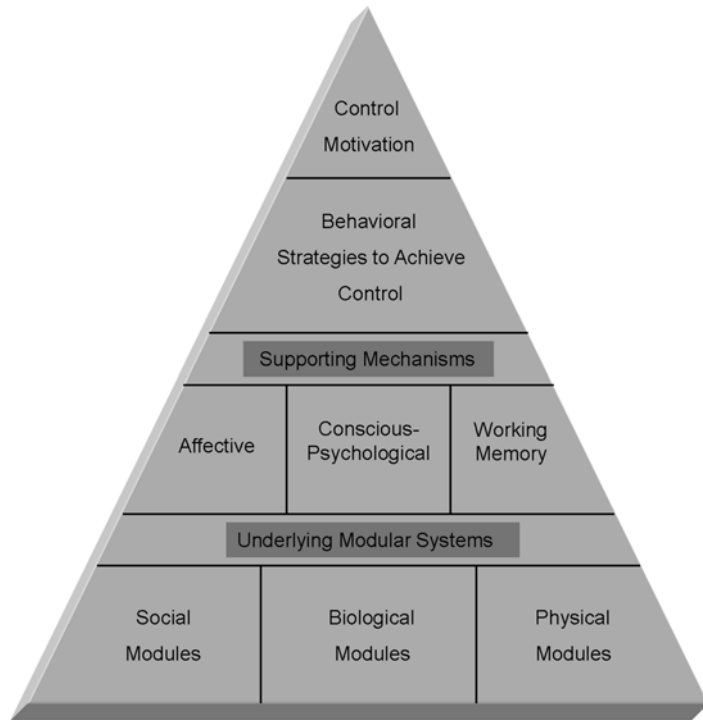 Control
Motivation
Behavioral
Strategies to Achieve
Control
Supporting Mechanisms
Affective
Conscious-
Psychological
Working
Memory
Underlying Modular Systems
Social
Modules
Biological
Modules
Physical
Modules